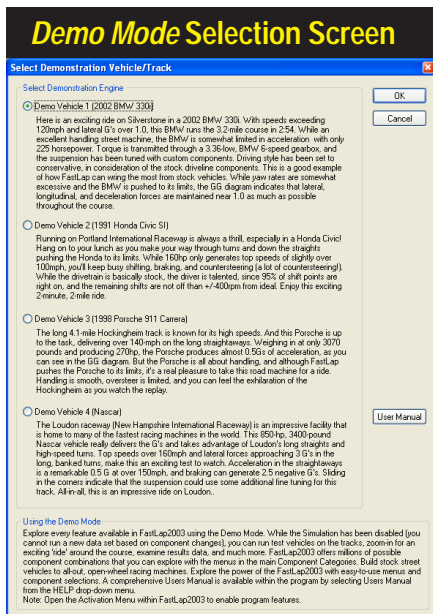 Demo Mode Selection Screen
Select Demonstration Vehicle/Track
Select Demonstration Engine
Demo Vehicle 1 (2002 BMW 330i)
Here is an exciting ride on Silverstone in a 2002 BMW 330i. With speeds exceeding
120mph and lateral G's over 1.0, this BMW runs the 3.2-mile course in 2:54. While an
excellent handling street machine, the BMW is somewhat limited in acceleration with only
225 horsepower. Torque is transmitted through a 3.36-low, BMW 6-speed gearbox, and
the suspension has been tuned with custom components. Driving style has been set to
conservative, in consideration of the stock driveline components. This is a good example
of how FastLap can wring the most from stock vehicles. While yaw rates are somewhat
excessive and the BMW is pushed to its limits, the GG diagram indicates that lateral,
longitudinal, and deceleration forces are maintained near 1.0 as much as possible
throughout the course.
OK
Cancel
Demo Vehicle 2 (1991 Honda Civic SI)
Running on Portland International Raceway is always a thrill, especially in a Honda Civic!
Hang on to your lunch as you make your way through turns and down the straights
pushing the Honda to its limits. While 160hp only generates top speeds of slightly over
100mph, you'll keep busy shifting, braking, and countersteering (a lot of countersteering!).
While the drivetrain is basically stock, the driver is talented, since 95% of shift points are
right on, and the remaining shifts are not off than +/-400rpm from ideal. Enjoy this exciting
2-minute, 2-mile ride.
Demo Vehicle 3 (1998 Porsche 911 Carrera)
The long 4.1-mile Hockingheim track is known for its high speeds. And this Porsche is up
to the task, delivering over 140-mph on the long straightaways. Weighing in at only 3070
pounds and producing 270hp, the Porsche produces almost 0.5Gs of acceleration, as you
can see in the GG diagram. But the Porsche is all about handling, and although FastLap
pushes the Porsche to its limits, it's a real pleasure to take this road machine for a ride.
Handling is smooth, oversteer is limited, and you can feel the exhilaration of the
Hockingheim as you watch the replay.
Demo Vehicle 4 (Nascar)
The Loudon raceway (New Hampshire International Raceway) is an impressive facility that
is home to many of the fastest racing machines in the world. This 850-hp, 3400-pound
Nascar vehicle really delivers the G's and takes advantage of Loudon's long straights and
high-speed turns. Top speeds over 160mph and lateral forces approaching 3 G's in the
long, banked turns, make this an exciting test to watch. Acceleration in the straightaways
is a remarkable 0.5 G at over 150mph, and braking can generate 2.5 negative G's. Sliding
in the corners indicate that the suspension could use some additional fine tuning for this
track. All-in-all, this is an impressive ride on Loudon..
User Manual
Using the Demo Mode
Explore every feature available in FastLap2003 using the Demo Mode. While the Simulation has been disabled (you
cannot run a new data set based on component changes), you can run test vehicles on the tracks, zoom-in for an
exciting 'ride' around the course, examine results data, and much more. FastLap2003 offers millions of possible
component combinations that you can explore with the menus in the main Component Categories. Build stock street
vehicles to all-out, open-wheel racing machines. Explore the power of the FastLap2003 with easy-to-use menus and
component selections. A comprehensive Users Manual is available within the program by selecting Users Manual
from the HELP drop-down menu.
Note: Open the Activation Menu within FastLap2003 to enable program features.